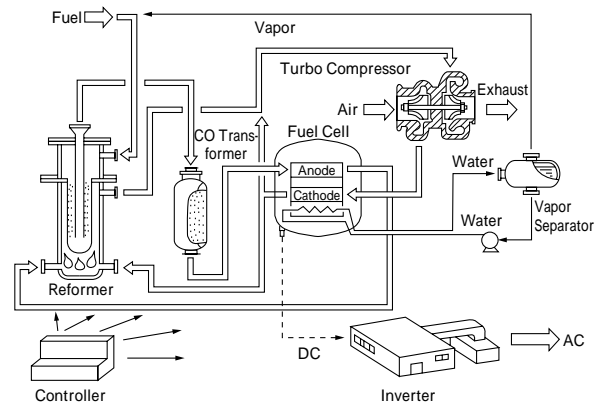 Fuel
Vapor
Turbo Compressor
Exhaust
Air
CO Trans-
former
Fuel Cell
Anode
Cathode
Water
Water
Vapor
Separator
Reformer
DC
AC
Controller
Inverter